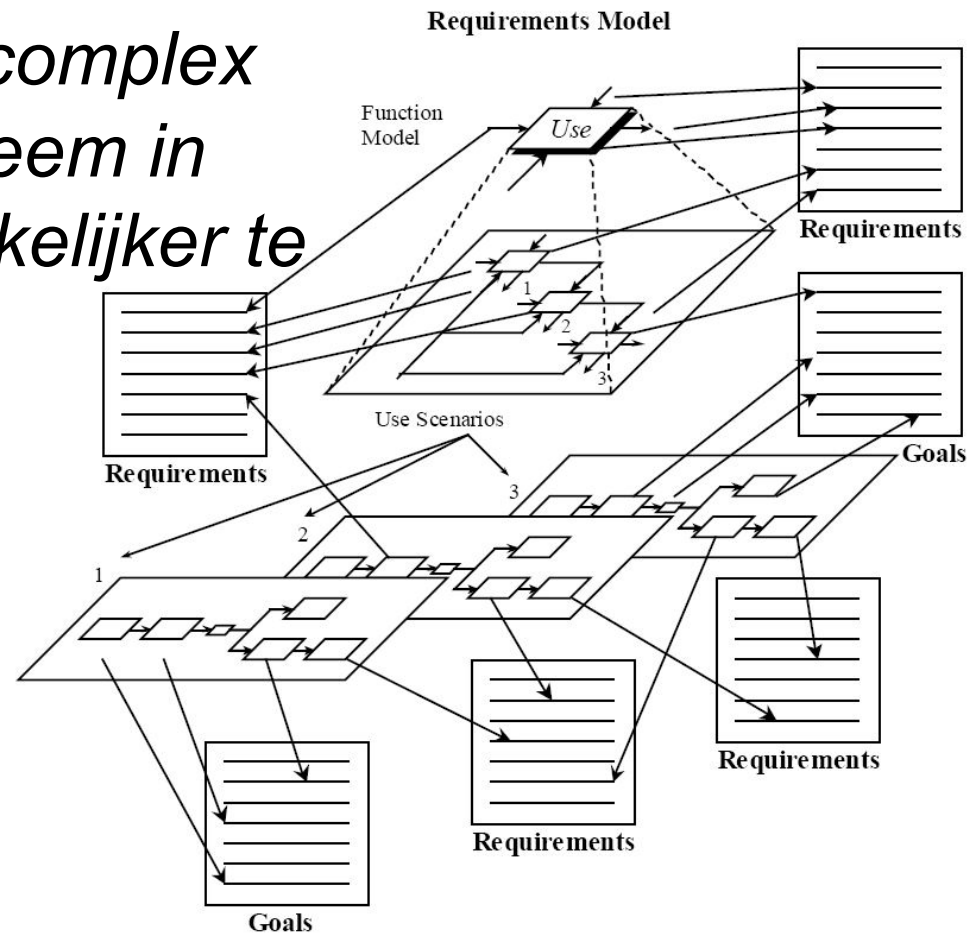 Requirements Model
complex
eem in
kelijker te
Function
Model
Use
Requirements
1
2
3
Requirements
Use Scenarios
Goals
3
2
1
Requirements
Requirements
Goals